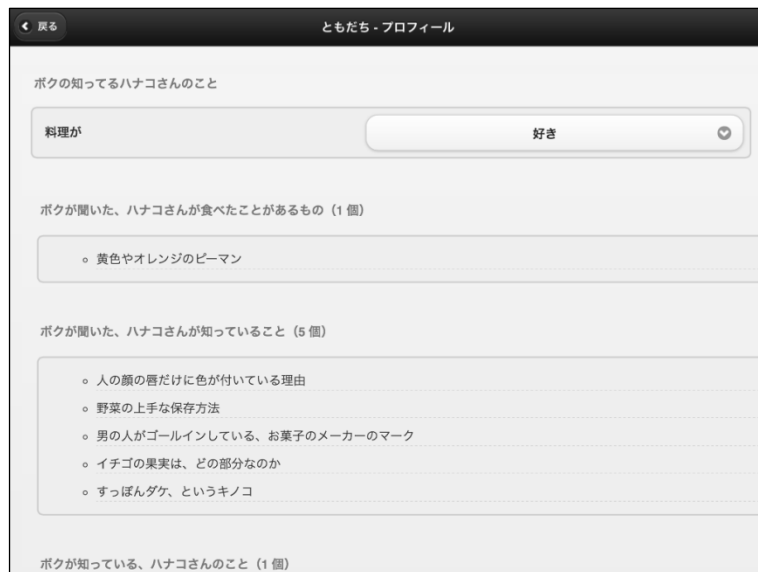 戻る
ともだち - プロフィール
ボクの知ってるハナコさんのこと
料理が
好き
ボクが聞いた、ハナコさんが食べたことがあるもの（1 個）
黄色やオレンジのピーマン
ボクが聞いた、ハナコさんが知っていること（5 個）
人の顔の唇だけに色が付いている理由
野菜の上手な保存方法
男の人がゴールインしている、お菓子のメーカーのマーク
イチゴの果実は、どの部分なのか
すっぽんダケ、というキノコ
ボクが知っている、ハナコさんのこと（1 個）